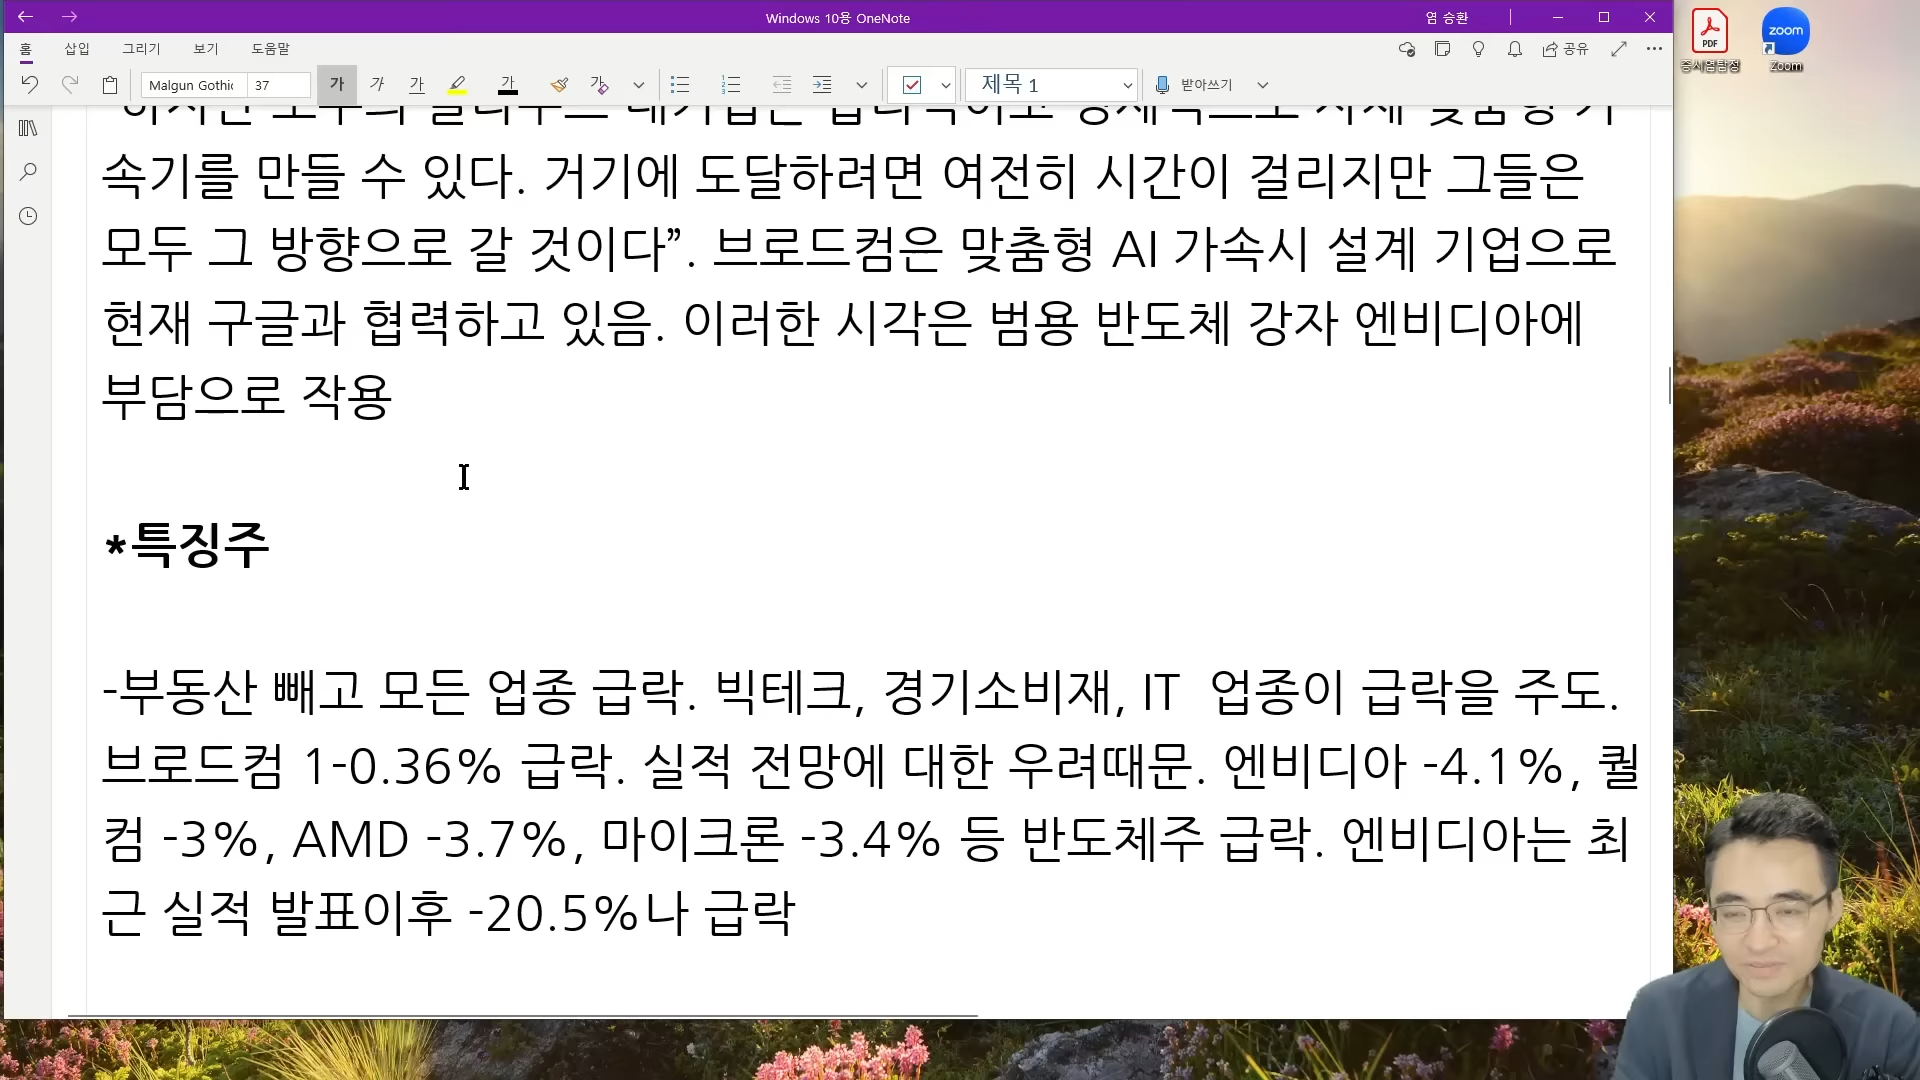 Windows 10용 OneNote
염 승환
홈 삽입 그리기 보기 도움말
공유
Malgun Gothic 37 가 가 가 가 가 제목 1 받아쓰기
속기를 만들 수 있다. 거기에 도달하려면 여전히 시간이 걸리지만 그들은
모두 그 방향으로 갈 것이다”. 브로드컴은 맞춤형 AI 가속시 설계 기업으로
현재 구글과 협력하고 있음. 이러한 시각은 범용 반도체 강자 엔비디아에
부담으로 작용
*특징주
-부동산 빼고 모든 업종 급락. 빅테크, 경기소비재, IT 업종이 급락을 주도.
브로드컴 1-0.36% 급락. 실적 전망에 대한 우려때문. 엔비디아 -4.1%, 퀄
컴 -3%, AMD -3.7%, 마이크론 -3.4% 등 반도체주 급락. 엔비디아는 최
근 실적 발표이후 -20.5%나 급락
PDF
zoom
Zoom